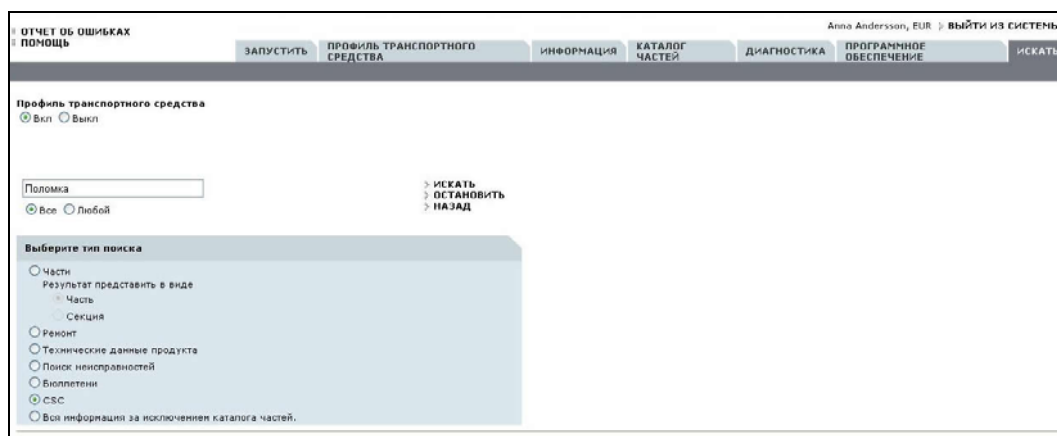 Anna Andersson, EUR > ВЫЙТИ ИЗ СИСТЕМЬ
ОТЧЕТ ОБ ОШИБКАХ
ПОМОЩЬ
ЗАПУСТИТЬ
ПРОФИЛЬ ТРАНСПОРТНОГО
СРЕДСТВА
ИНФОРМАЦИЯ
КАТАЛОГ
ЧАСТЕЙ
ДИАГНОСТИКА
ПРОГРАММНОЕ
ОБЕСПЕЧЕНИЕ
ИСКАТЬ
Профиль транспортного средства
Вкл Выкл
Поломка
Все Любой
> ИСКАТЬ
> ОСТАНОВИТЬ
> НАЗАД
Выберите тип поиска
Части
Результат представить в виде
Часть
Секция
Ремонт
Технические данные продукта
Поиск неисправностей
Бюллетени
CSC
Вся информация за исключением каталога частей.